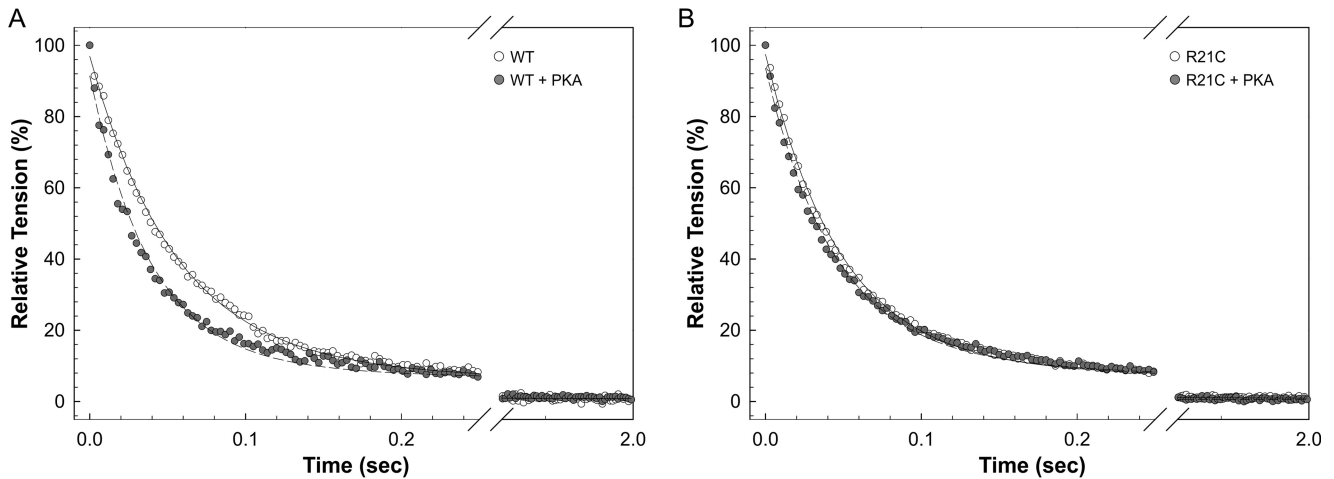 A
WT
WT + PKA
Relative Tension (%)
100
80
60
40
20
0
0.0
0.1
0.2
2.0
Time (sec)
B
R21C
R21C + PKA
Relative Tension (%)
100
80
60
40
20
0
0.0
0.1
0.2
2.0
Time (sec)